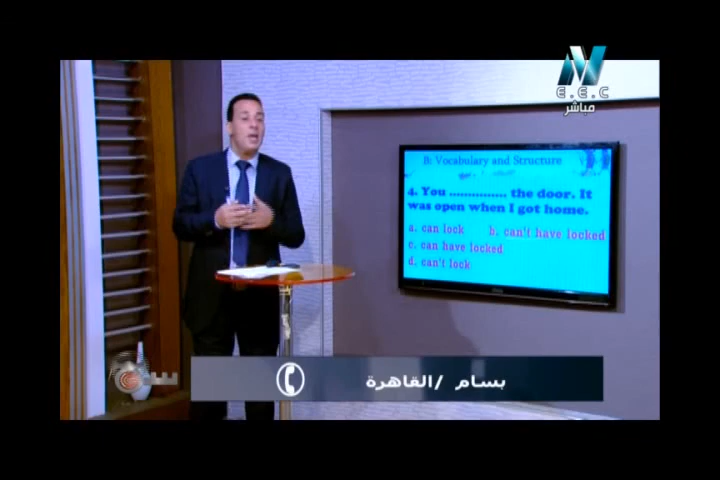 E.E.C
مباشر
B: Vocabulary and Structure
4. You .............. the door. It
was open when I got home.
a. can lock b. can't have locked
c. can have locked
d. can't lock
بسام /القاهرة